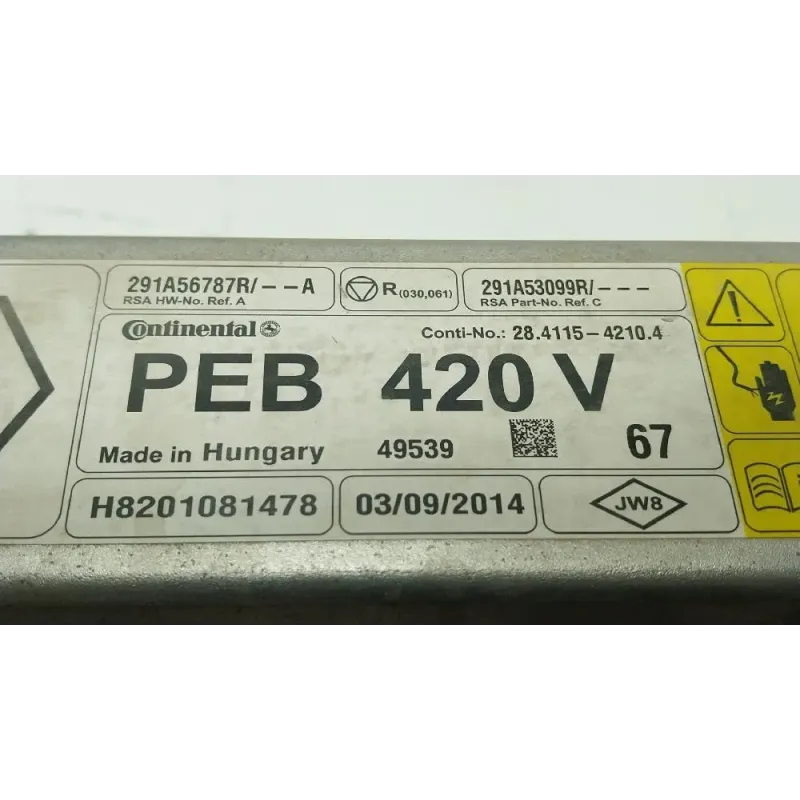 291A56787R/--A
RSA HW-No. Ref. A
R(030,061)
291A53099R/---
RSA Part-No. Ref. C
Continental
Conti-No.: 28.4115-4210.4
PEB 420 V
Made in Hungary 49539 67
H8201081478
03/09/2014
JW8